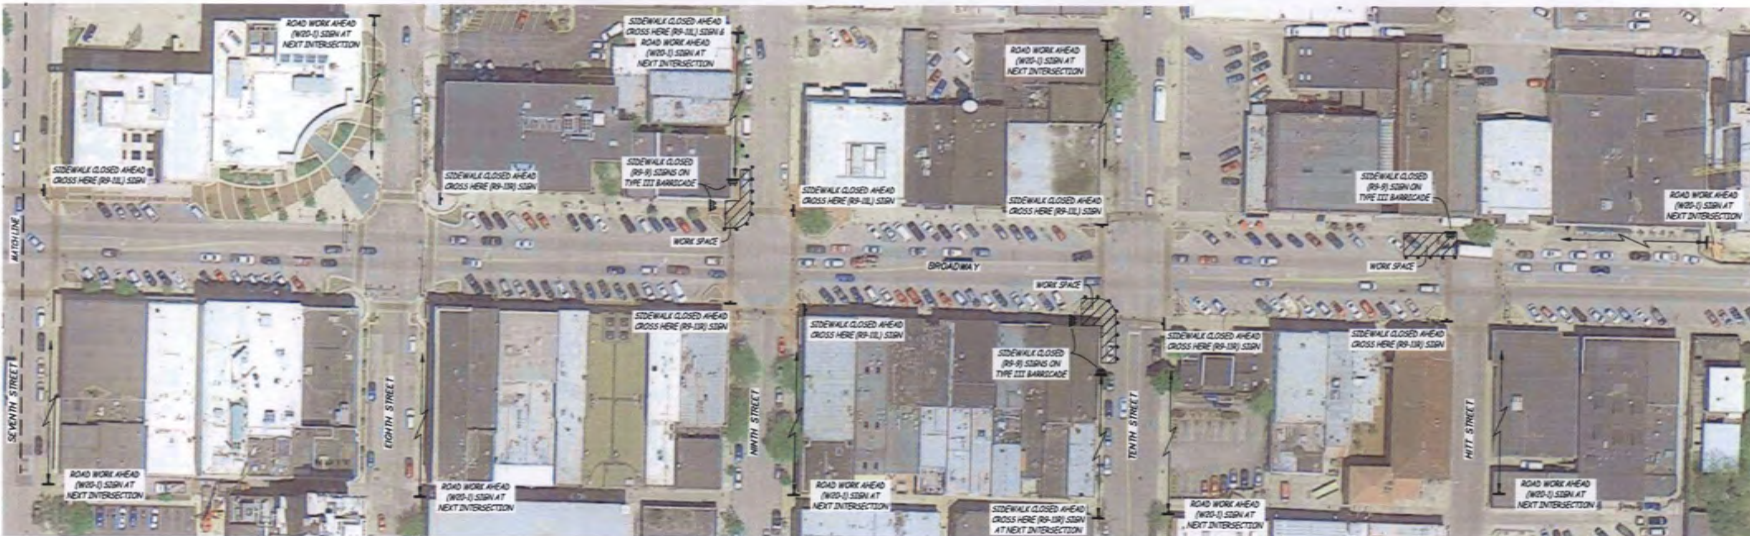 ROAD WORK AHEAD
(W20-1) SIGN AT
NEXT INTERSECTION
SIDEWALK CLOSED AHEAD
CROSS HERE (R9-11L) SIGN &
ROAD WORK AHEAD
(W20-1) SIGN AT
NEXT INTERSECTION
ROAD WORK AHEAD
(W20-1) SIGN AT
NEXT INTERSECTION
SIDEWALK CLOSED AHEAD
CROSS HERE (R9-11L) SIGN
SIDEWALK CLOSED AHEAD
CROSS HERE (R9-11R) SIGN
SIDEWALK CLOSED
(R9-9) SIGNS ON
TYPE III BARRICADE
SIDEWALK CLOSED AHEAD
CROSS HERE (R9-11L) SIGN
SIDEWALK CLOSED AHEAD
CROSS HERE (R9-11L) SIGN
SIDEWALK CLOSED
(R9-9) SIGN ON
TYPE III BARRICADE
ROAD WORK AHEAD
(W20-1) SIGN AT
NEXT INTERSECTION
MATCH LINE
WORK SPACE
BROADWAY
WORK SPACE
WORK SPACE
SIDEWALK CLOSED AHEAD
CROSS HERE (R9-11R) SIGN
SIDEWALK CLOSED AHEAD
CROSS HERE (R9-11L) SIGN
SIDEWALK CLOSED
(R9-9) SIGNS ON
TYPE III BARRICADE
SIDEWALK CLOSED AHEAD
CROSS HERE (R9-11R) SIGN
SIDEWALK CLOSED AHEAD
CROSS HERE (R9-11R) SIGN
SEVENTH STREET
EIGHTH STREET
NINTH STREET
TENTH STREET
HITT STREET
ROAD WORK AHEAD
(W20-1) SIGN AT
NEXT INTERSECTION
ROAD WORK AHEAD
(W20-1) SIGN AT
NEXT INTERSECTION
ROAD WORK AHEAD
(W20-1) SIGN AT
NEXT INTERSECTION
SIDEWALK CLOSED AHEAD
CROSS HERE (R9-11R) SIGN
AT NEXT INTERSECTION
ROAD WORK AHEAD
(W20-1) SIGN AT
NEXT INTERSECTION
ROAD WORK AHEAD
(W20-1) SIGN AT
NEXT INTERSECTION